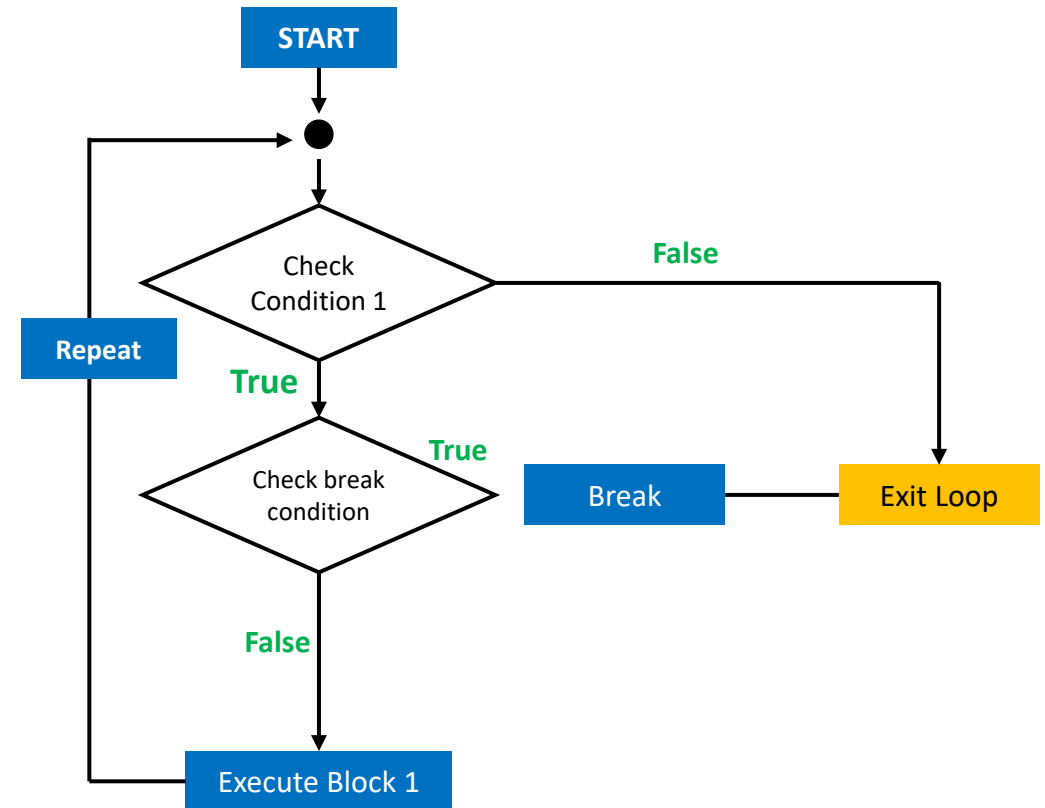 START
Check
Condition 1
False
Repeat
True
True
Check break
condition
Break
Exit Loop
False
Execute Block 1